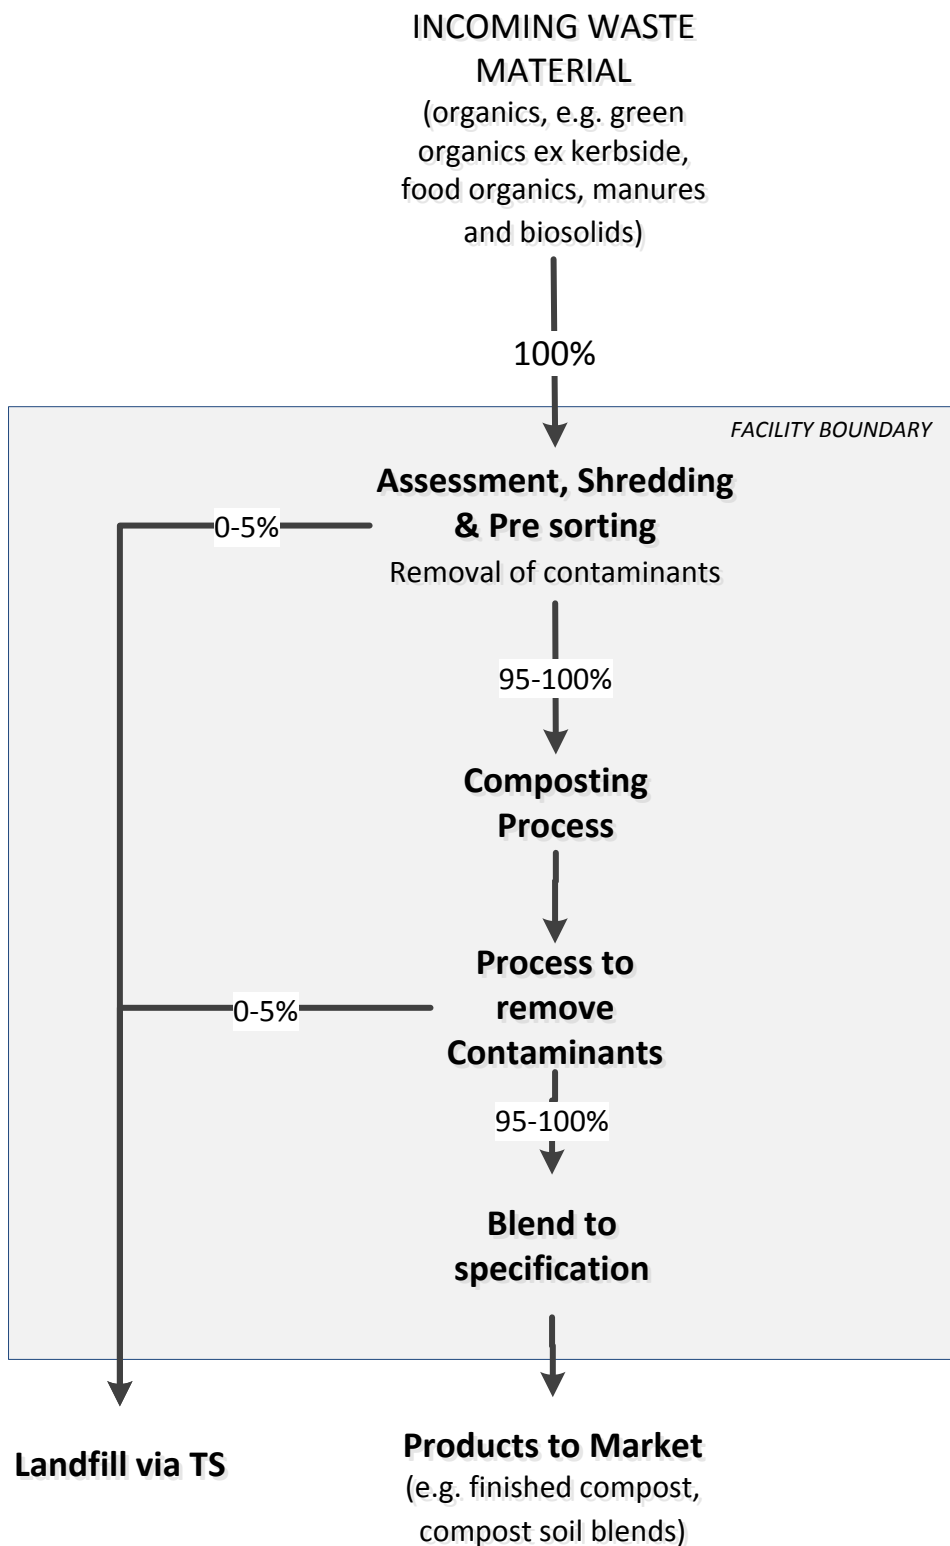 INCOMING WASTE
MATERIAL
(organics, e.g. green
organics ex kerbside,
food organics, manures
and biosolids)
100%
FACILITY BOUNDARY
Assessment, Shredding
& Pre sorting
Removal of contaminants
0-5%
95-100%
Composting
Process
Process to
remove
Contaminants
0-5%
95-100%
Blend to
specification
Landfill via TS
Products to Market
(e.g. finished compost,
compost soil blends)